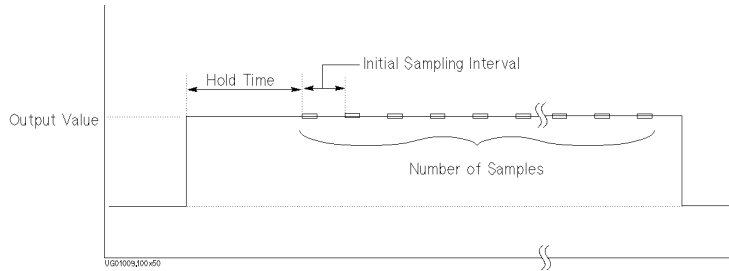 Initial Sampling Interval
Hold Time
Output Value
Number of Samples
UG01009,100x50